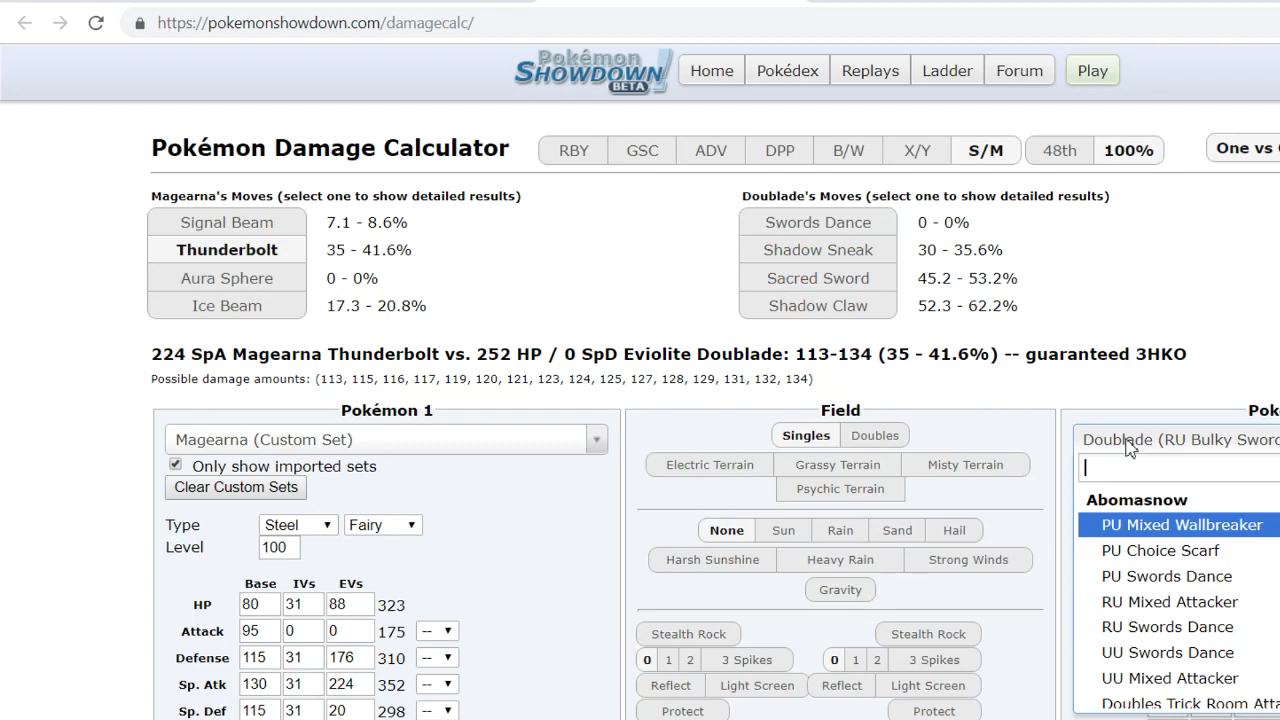 https://pokemonshowdown.com/damagecalc/
Pokémon SHOWDOWN! BETA
Home Pokédex Replays Ladder Forum Play
Pokémon Damage Calculator RBY GSC ADV DPP B/W X/Y S/M 48th 100% One vs
Magearna's Moves (select one to show detailed results)
Signal Beam 7.1 - 8.6%
Thunderbolt 35 - 41.6%
Aura Sphere 0 - 0%
Ice Beam 17.3 - 20.8%
Doublade's Moves (select one to show detailed results)
Swords Dance 0 - 0%
Shadow Sneak 30 - 35.6%
Sacred Sword 45.2 - 53.2%
Shadow Claw 52.3 - 62.2%
224 SpA Magearna Thunderbolt vs. 252 HP / 0 SpD Eviolite Doublade: 113-134 (35 - 41.6%) -- guaranteed 3HKO
Possible damage amounts: (113, 115, 116, 117, 119, 120, 121, 123, 124, 125, 127, 128, 129, 131, 132, 134)
Pokémon 1
Magearna (Custom Set)
Only show imported sets
Clear Custom Sets
Type Steel Fairy
Level 100
Base IVs EVs
HP 80 31 88 323
Attack 95 0 0 175 --
Defense 115 31 176 310 --
Sp. Atk 130 31 224 352 --
Sp. Def 115 31 20 298 --
Field
Singles Doubles
Electric Terrain Grassy Terrain Misty Terrain
Psychic Terrain
None Sun Rain Sand Hail
Harsh Sunshine Heavy Rain Strong Winds
Gravity
Stealth Rock Stealth Rock
0 1 2 3 Spikes 0 1 2 3 Spikes
Reflect Light Screen Reflect Light Screen
Protect Protect
Pok
Doublade (RU Bulky Sword
Abomasnow
PU Mixed Wallbreaker
PU Choice Scarf
PU Swords Dance
RU Mixed Attacker
RU Swords Dance
UU Swords Dance
UU Mixed Attacker
Doubles Trick Room Atta